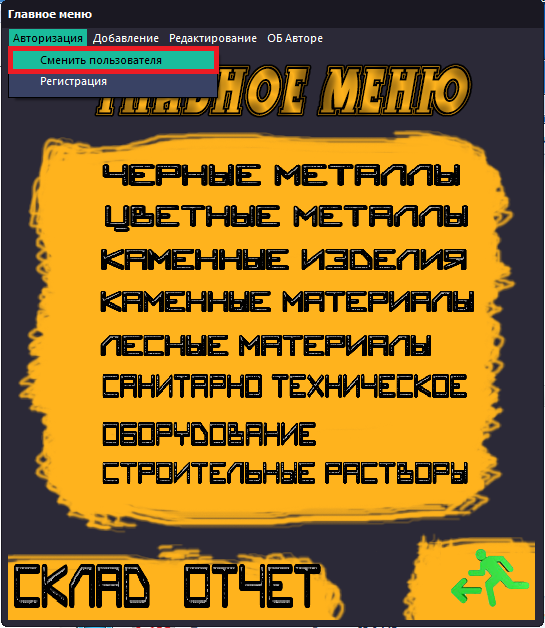 Главное меню
Авторизация Добавление Редактирование ОБ Авторе
Сменить пользователя
Регистрация
ГЛАВНОЕ МЕНЮ
ЧЕРНЫЕ МЕТАЛЛЫ
ЦВЕТНЫЕ МЕТАЛЛЫ
КАМЕННЫЕ ИЗДЕЛИЯ
КАМЕННЫЕ МАТЕРИАЛЫ
ЛЕСНЫЕ МАТЕРИАЛЫ
САНИТАРНО ТЕХНИЧЕСКОЕ
ОБОРУДОВАНИЕ
СТРОИТЕЛЬНЫЕ РАСТВОРЫ
СКЛАД ОТЧЕТ